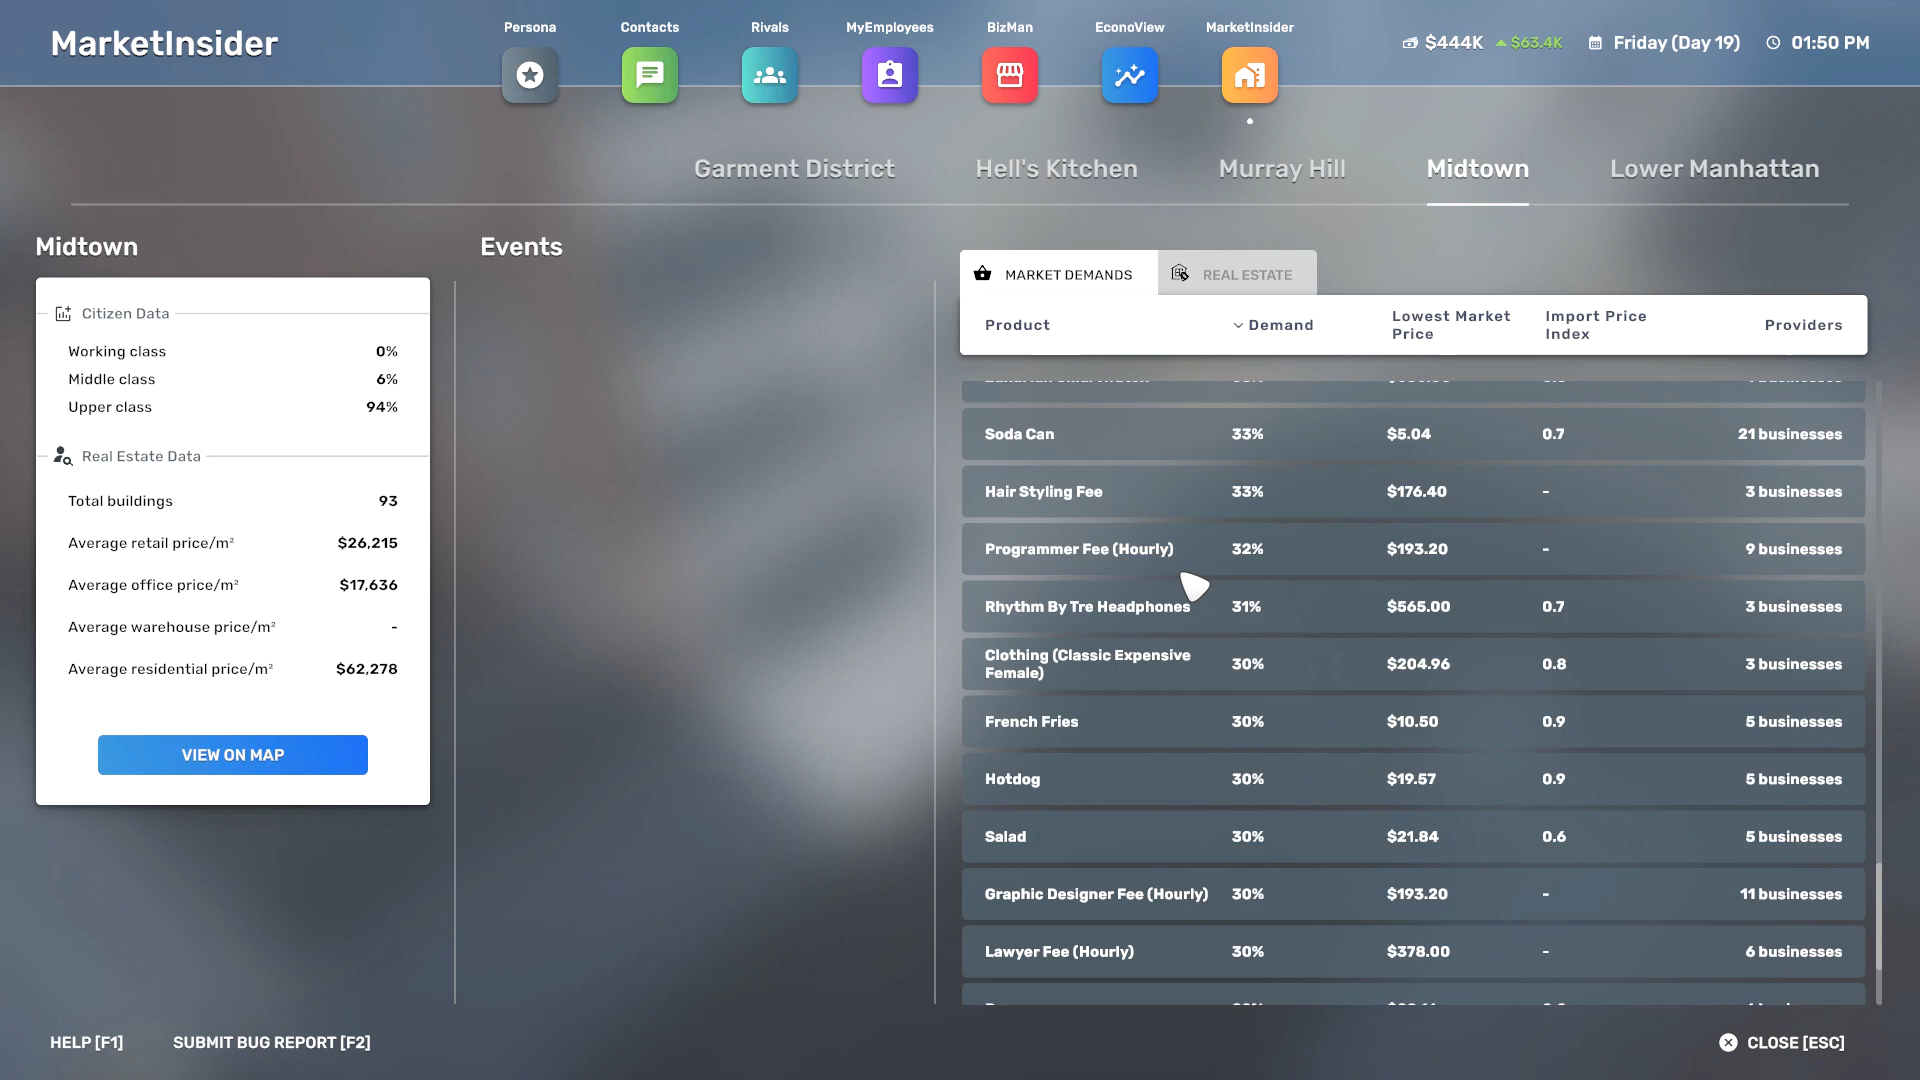 MarketInsider
Persona
Contacts
Rivals
MyEmployees
BizMan
EconoView
MarketInsider
$444K
$63.4K
Friday (Day 19)
01:50 PM
Garment District
Hell's Kitchen
Murray Hill
Midtown
Lower Manhattan
Midtown
Citizen Data
Working class 0%
Middle class 6%
Upper class 94%
Real Estate Data
Total buildings 93
Average retail price/m² $26,215
Average office price/m² $17,636
Average warehouse price/m² -
Average residential price/m² $62,278
VIEW ON MAP
Events
MARKET DEMANDS
REAL ESTATE
Product
Demand
Lowest Market
Price
Import Price
Index
Providers
Soda Can 33% $5.04 0.7 21 businesses
Hair Styling Fee 33% $176.40 - 3 businesses
Programmer Fee (Hourly) 32% $193.20 - 9 businesses
Rhythm By Tre Headphones 31% $565.00 0.7 3 businesses
Clothing (Classic Expensive
Female) 30% $204.96 0.8 3 businesses
French Fries 30% $10.50 0.9 5 businesses
Hotdog 30% $19.57 0.9 5 businesses
Salad 30% $21.84 0.6 5 businesses
Graphic Designer Fee (Hourly) 30% $193.20 - 11 businesses
Lawyer Fee (Hourly) 30% $378.00 - 6 businesses
HELP [F1]
SUBMIT BUG REPORT [F2]
CLOSE [ESC]